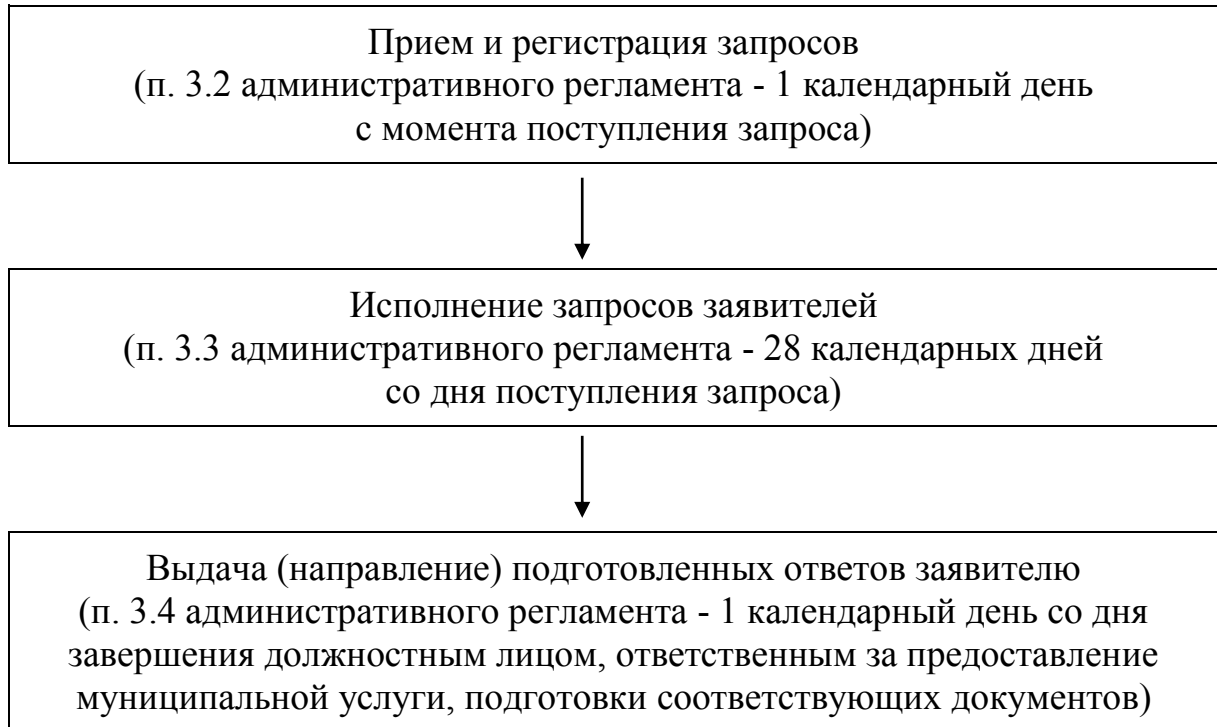 Прием и регистрация запросов
(п. 3.2 административного регламента - 1 календарный день
с момента поступления запроса)
Исполнение запросов заявителей
(п. 3.3 административного регламента - 28 календарных дней
со дня поступления запроса)
Выдача (направление) подготовленных ответов заявителю
(п. 3.4 административного регламента - 1 календарный день со дня
завершения должностным лицом, ответственным за предоставление
муниципальной услуги, подготовки соответствующих документов)